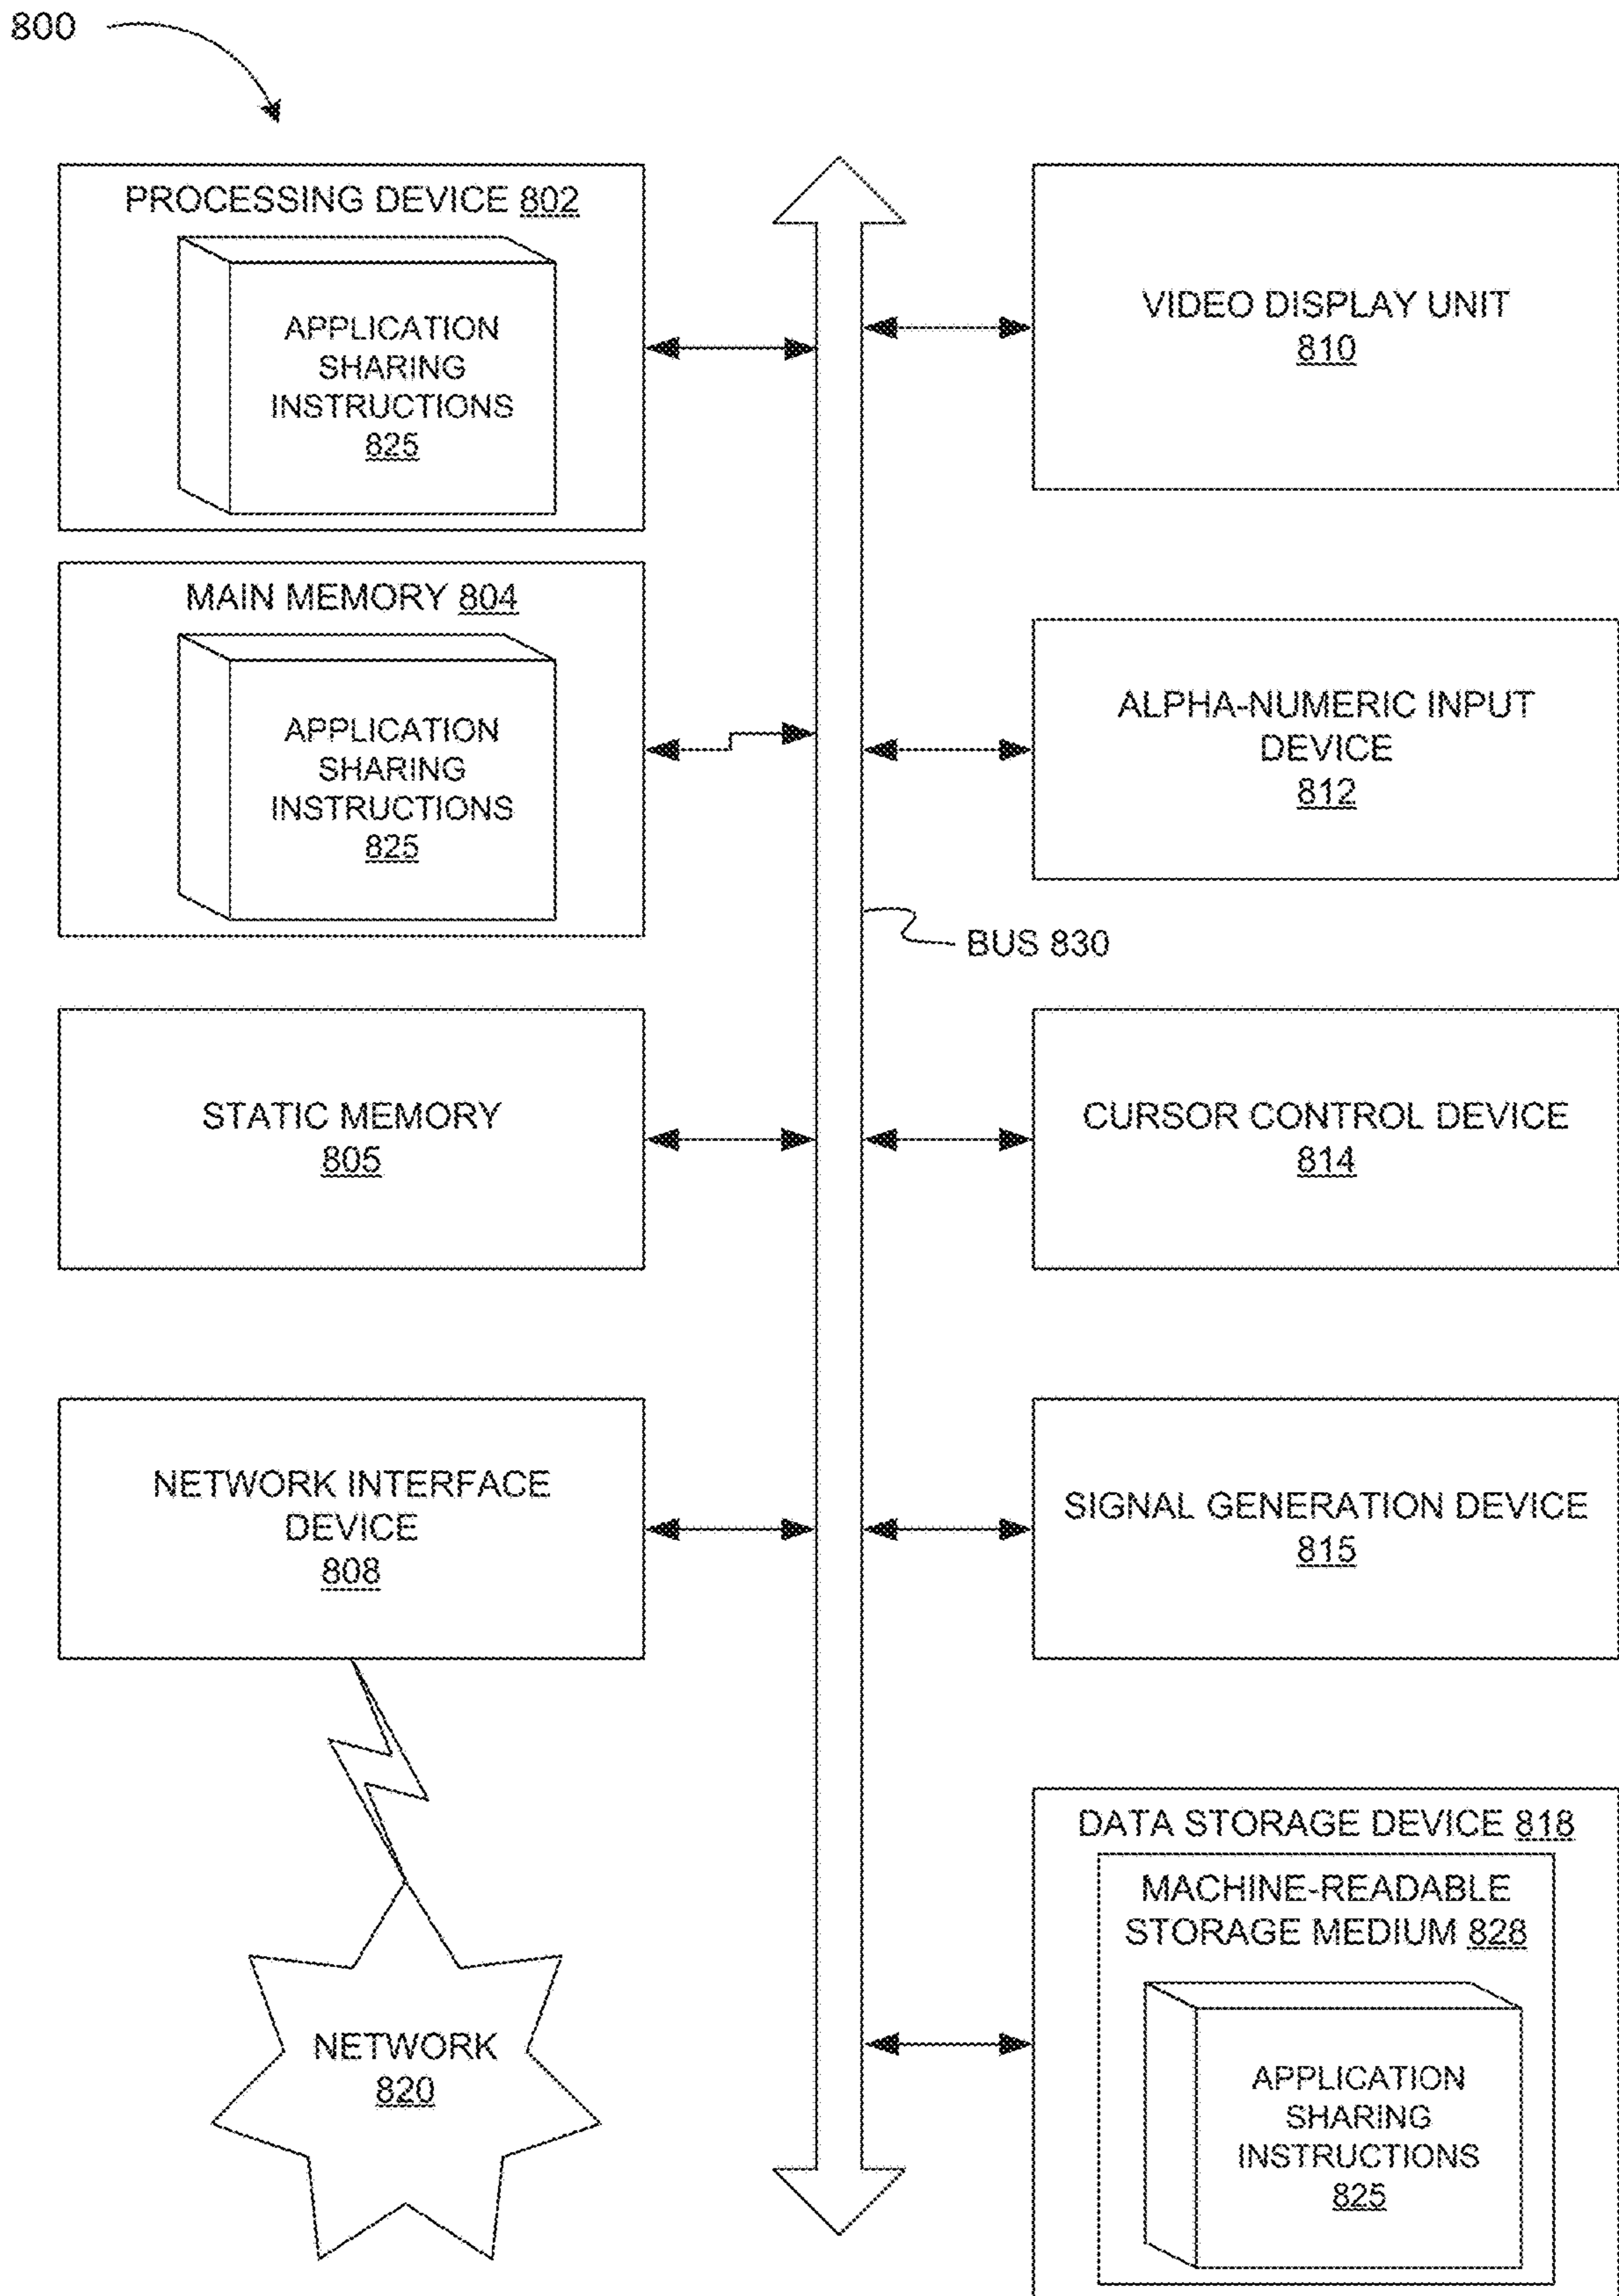 800
PROCESSING DEVICE 802
APPLICATION
SHARING
INSTRUCTIONS
825
MAIN MEMORY 804
APPLICATION
SHARING
INSTRUCTIONS
825
STATIC MEMORY
805
NETWORK INTERFACE
DEVICE
808
NETWORK
820
VIDEO DISPLAY UNIT
810
ALPHA-NUMERIC INPUT
DEVICE
812
BUS 830
CURSOR CONTROL DEVICE
814
SIGNAL GENERATION DEVICE
815
DATA STORAGE DEVICE 818
MACHINE-READABLE
STORAGE MEDIUM 828
APPLICATION
SHARING
INSTRUCTIONS
825